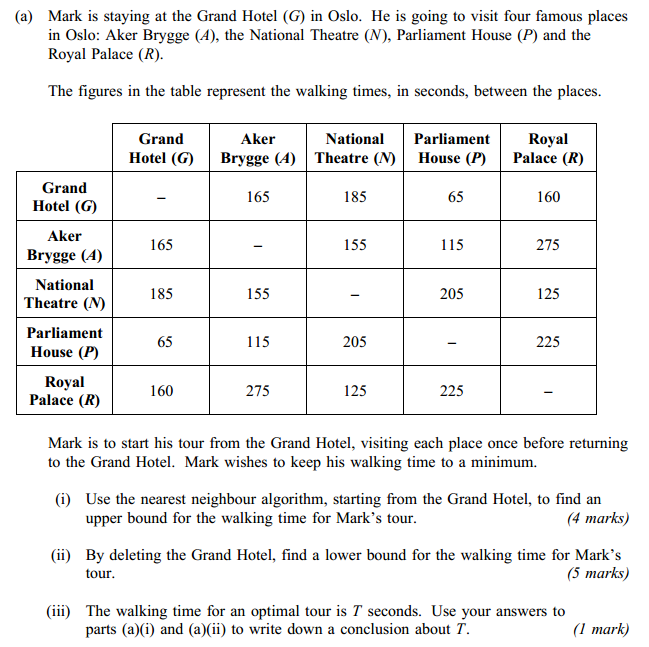 (a) Mark is staying at the Grand Hotel (G) in Oslo. He is going to visit four famous places
in Oslo: Aker Brygge (A), the National Theatre (N), Parliament House (P) and the
Royal Palace (R).
The figures in the table represent the walking times, in seconds, between the places.
Grand Hotel (G) Aker Brygge (A) National Theatre (N) Parliament House (P) Royal Palace (R)
Grand Hotel (G) – 165 185 65 160
Aker Brygge (A) 165 – 155 115 275
National Theatre (N) 185 155 – 205 125
Parliament House (P) 65 115 205 – 225
Royal Palace (R) 160 275 125 225 –
Mark is to start his tour from the Grand Hotel, visiting each place once before returning
to the Grand Hotel. Mark wishes to keep his walking time to a minimum.
(i) Use the nearest neighbour algorithm, starting from the Grand Hotel, to find an
upper bound for the walking time for Mark's tour. (4 marks)
(ii) By deleting the Grand Hotel, find a lower bound for the walking time for Mark's
tour. (5 marks)
(iii) The walking time for an optimal tour is T seconds. Use your answers to
parts (a)(i) and (a)(ii) to write down a conclusion about T. (1 mark)